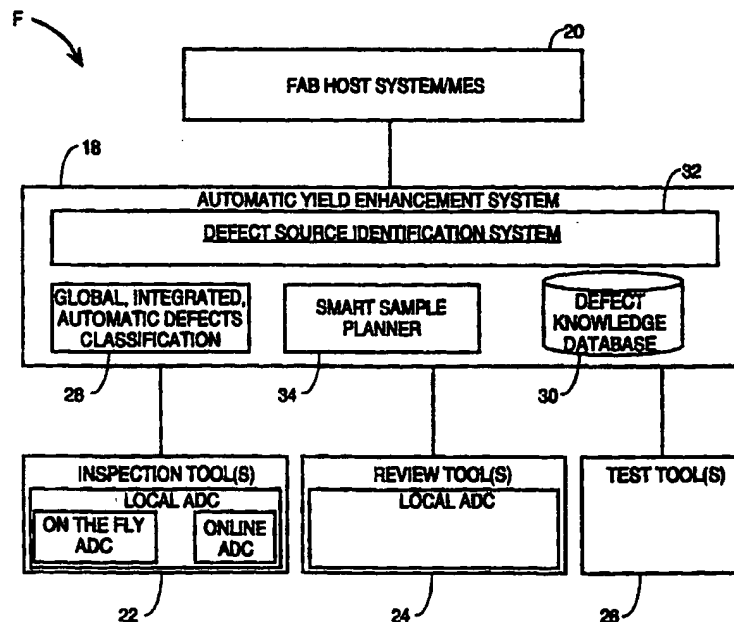 F
20
FAB HOST SYSTEM/MES
18
32
AUTOMATIC YIELD ENHANCEMENT SYSTEM
DEFECT SOURCE IDENTIFICATION SYSTEM
GLOBAL, INTEGRATED,
AUTOMATIC DEFECTS
CLASSIFICATION
SMART SAMPLE
PLANNER
DEFECT
KNOWLEDGE
DATABASE
28
34
30
INSPECTION TOOL(S)
LOCAL ADC
ON THE FLY
ADC
ONLINE
ADC
REVIEW TOOL(S)
LOCAL ADC
TEST TOOL(S)
22
24
26